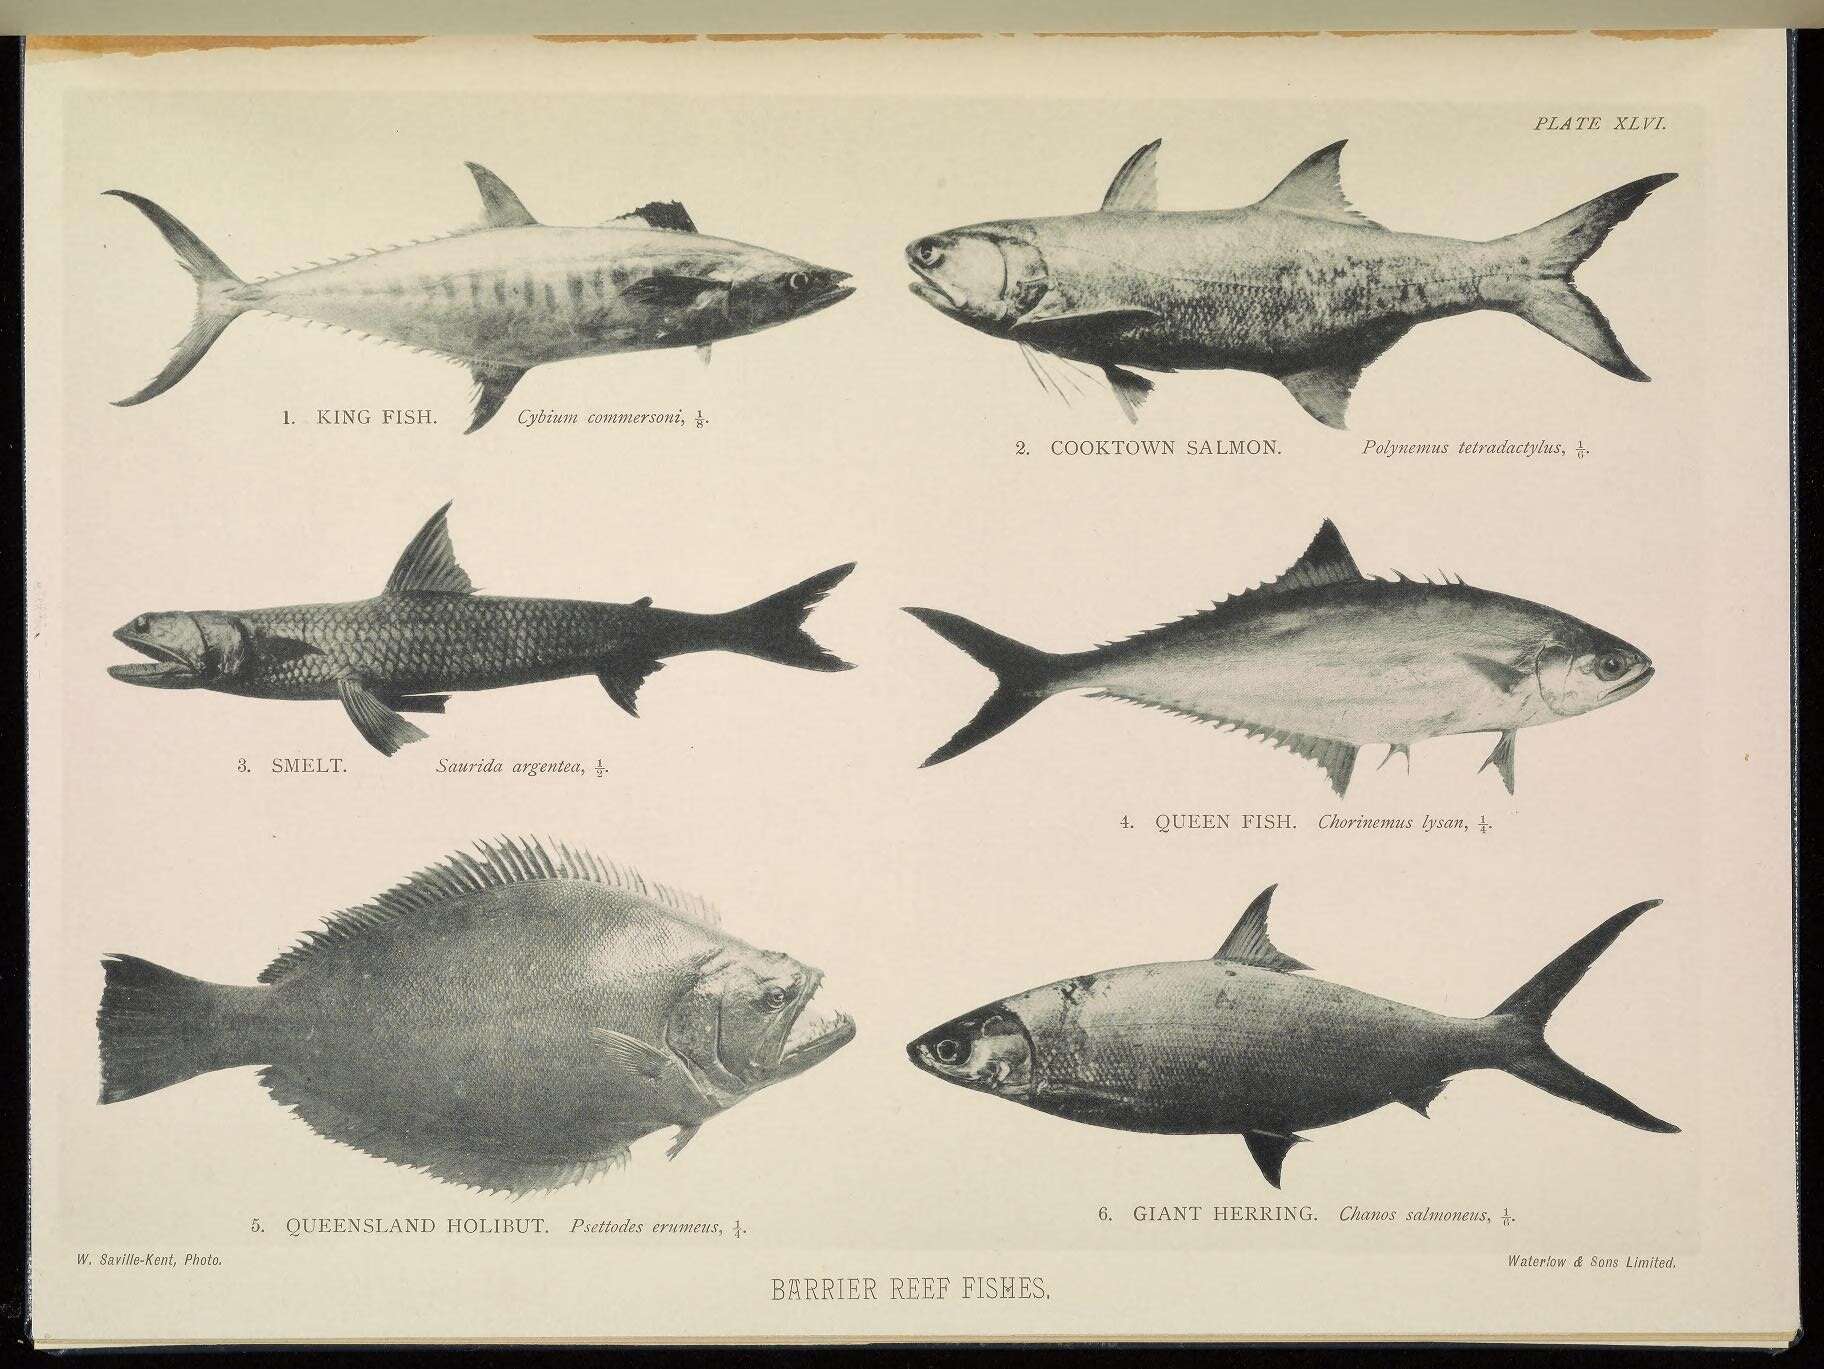 PLATE XLVI.
1. KING FISH. Cybium commersoni, 1/8.
2. COOKTOWN SALMON. Polynemus tetradactylus, 1/6.
3. SMELT. Saurida argentea, 1/2.
4. QUEEN FISH. Chorinemus lysan, 1/4.
5. QUEENSLAND HOLIBUT. Psettodes erumeus, 1/4.
6. GIANT HERRING. Chanos salmoneus, 1/6.
W. Saville-Kent, Photo.
Waterlow & Sons Limited.
BARRIER REEF FISHES.